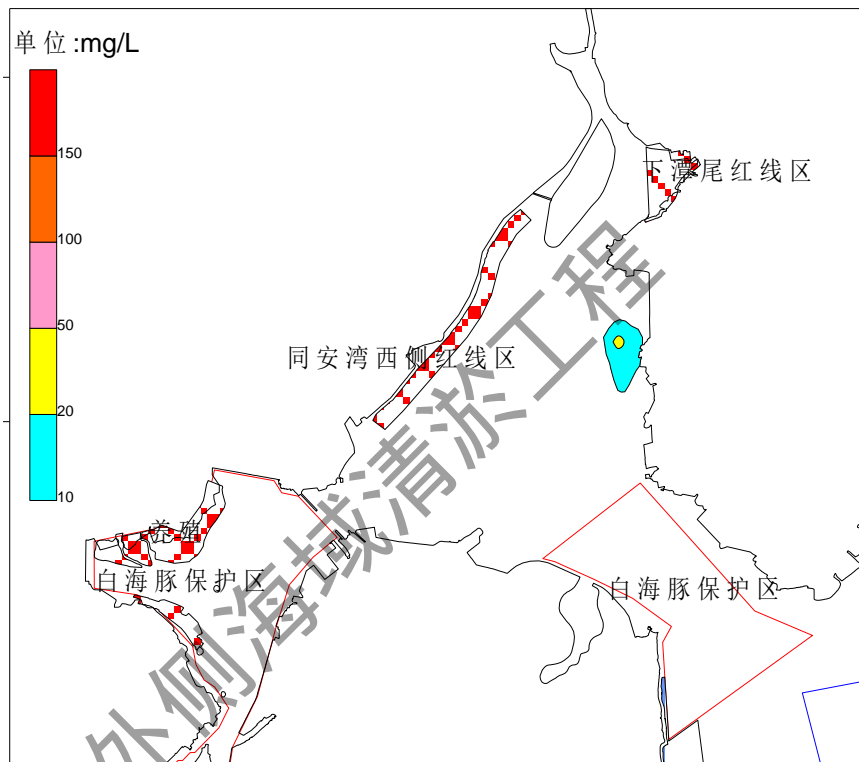 单位:mg/L
150
100
50
20
10
下潭尾红线区
同安湾西侧红线区
养殖
白海豚保护区
白海豚保护区
外侧海域清淤工程